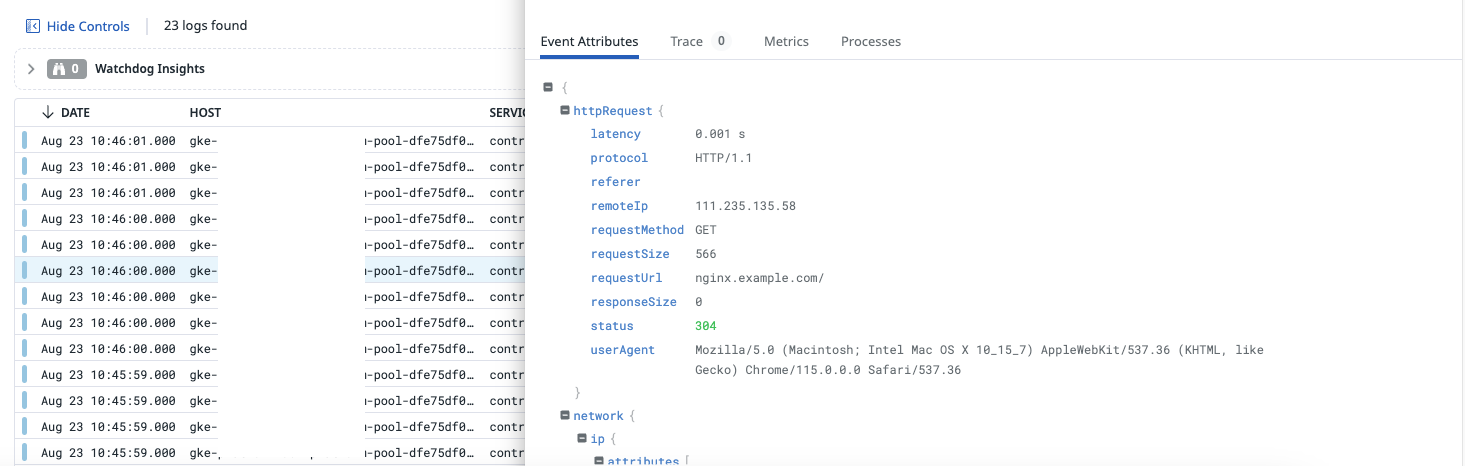 Hide Controls
23 logs found
0 Watchdog Insights
DATE HOST SERVIC
Aug 23 10:46:01.000 gke- -pool-dfe75df0… contr
Aug 23 10:46:01.000 gke- -pool-dfe75df0… contr
Aug 23 10:46:01.000 gke- -pool-dfe75df0… contr
Aug 23 10:46:00.000 gke- -pool-dfe75df0… contr
Aug 23 10:46:00.000 gke- -pool-dfe75df0… contr
Aug 23 10:46:00.000 gke- -pool-dfe75df0… contr
Aug 23 10:46:00.000 gke- -pool-dfe75df0… contr
Aug 23 10:46:00.000 gke- -pool-dfe75df0… contr
Aug 23 10:46:00.000 gke- -pool-dfe75df0… contr
Aug 23 10:45:59.000 gke- -pool-dfe75df0… contr
Aug 23 10:45:59.000 gke- -pool-dfe75df0… contr
Aug 23 10:45:59.000 gke- -pool-dfe75df0… contr
Aug 23 10:45:59.000 gke- -pool-dfe75df0… contr
Event Attributes Trace 0 Metrics Processes
{
httpRequest {
latency 0.001 s
protocol HTTP/1.1
referer
remoteIp 111.235.135.58
requestMethod GET
requestSize 566
requestUrl nginx.example.com/
responseSize 0
status 304
userAgent Mozilla/5.0 (Macintosh; Intel Mac OS X 10_15_7) AppleWebKit/537.36 (KHTML, like
Gecko) Chrome/115.0.0.0 Safari/537.36
}
network {
ip {
attributes [